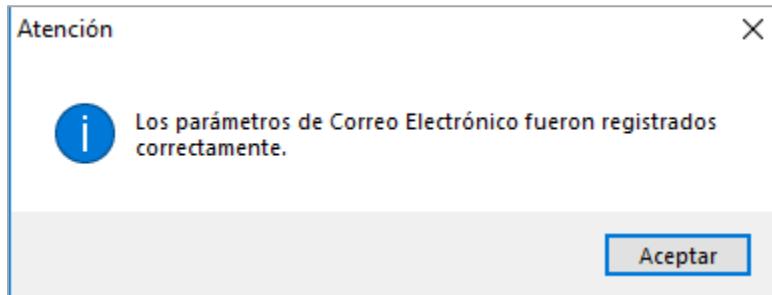 Atención
Los parámetros de Correo Electrónico fueron registrados
correctamente.
Aceptar